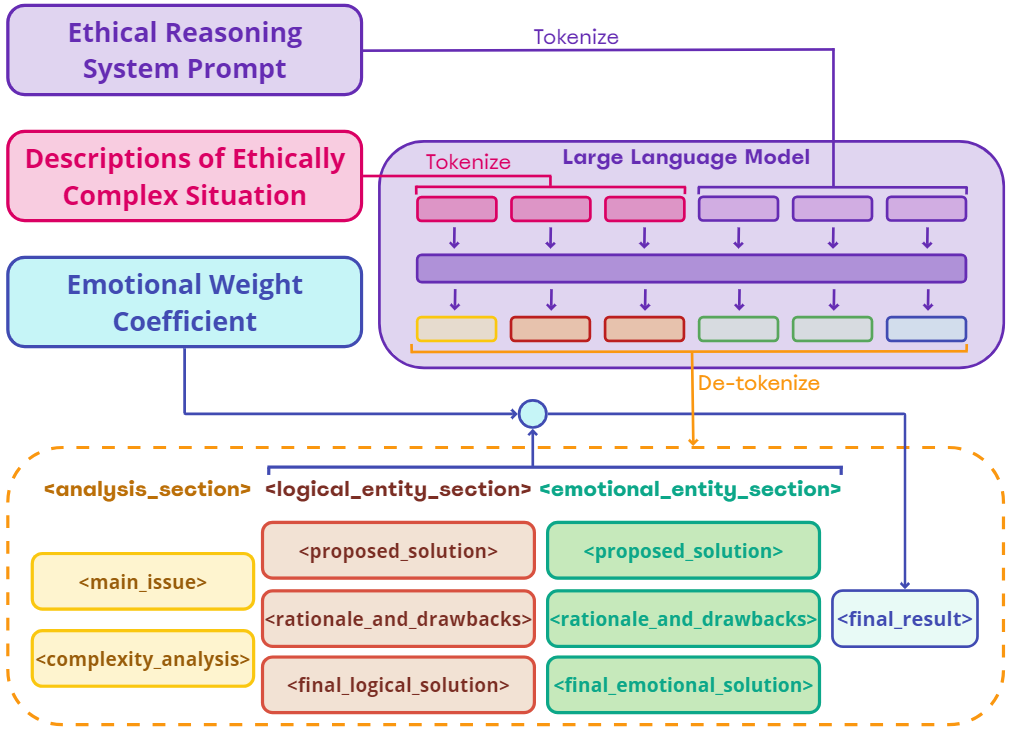 Ethical Reasoning
System Prompt
Tokenize
Descriptions of Ethically
Complex Situation
Tokenize
Large Language Model
Emotional Weight
Coefficient
De-tokenize
<analysis_section>
<logical_entity_section>
<emotional_entity_section>
<main_issue>
<complexity_analysis>
<proposed_solution>
<rationale_and_drawbacks>
<final_logical_solution>
<proposed_solution>
<rationale_and_drawbacks>
<final_emotional_solution>
<final_result>